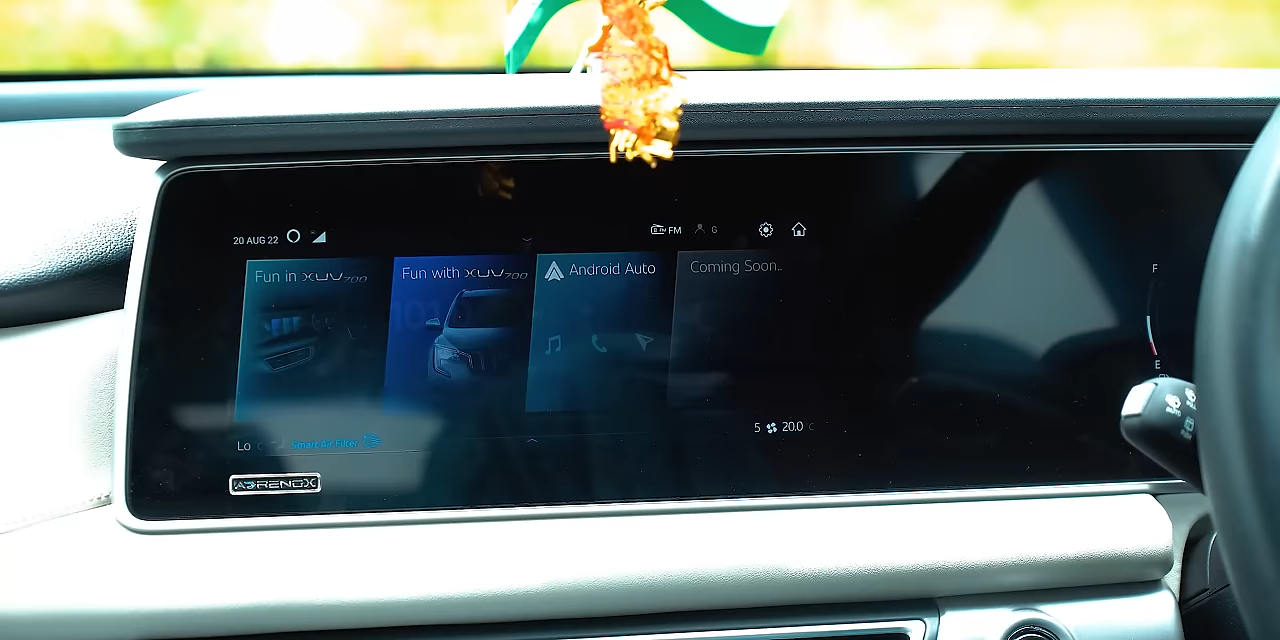 20 AUG 22
FM
G
Fun in XUV700
Fun with XUV700
Android Auto
Coming Soon..
F
E
Lo
Smart Air Filter
5
20.0
ADRENOX
AUTO